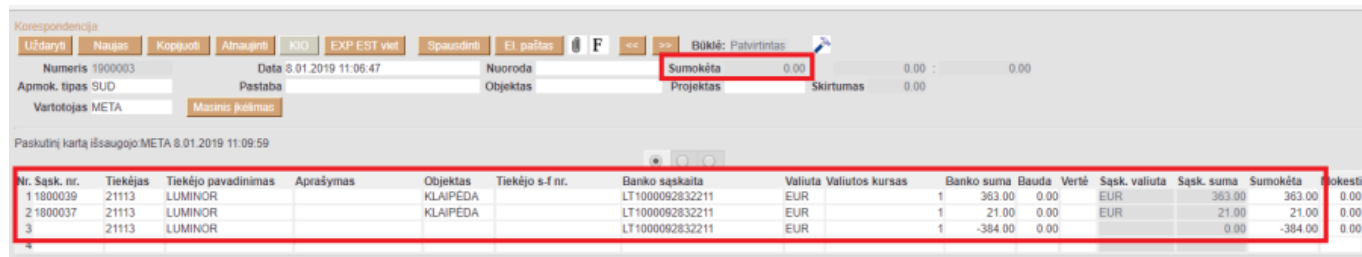 Korespondencija
Uždaryti Naujas Kopijuoti Atnaujinti KIO EXP EST viet Spausdinti El. paštas F << >> Būklė: Patvirtintas
Numeris 1900003 Data 8.01.2019 11:06:47 Nuoroda Sumokėta 0.00 0.00 : 0.00
Apmok. tipas SUD Pastaba Objektas Projektas Skirtumas 0.00
Vartotojas META Masinis įkėlimas
Paskutinį kartą išsaugojo:META 8.01.2019 11:09:59
Nr. Sąsk. nr. Tiekėjas Tiekėjo pavadinimas Aprašymas Objektas Tiekėjo s-f nr. Banko sąskaita Valiuta Valiutos kursas Banko suma Bauda Vertė Sąsk. valiuta Sąsk. suma Sumokėta Mokesti
1 1800039 21113 LUMINOR KLAIPĖDA LT1000092832211 EUR 1 363.00 0.00 EUR 363.00 363.00 0.00
2 1800037 21113 LUMINOR KLAIPĖDA LT1000092832211 EUR 1 21.00 0.00 EUR 21.00 21.00 0.00
3 21113 LUMINOR LT1000092832211 EUR 1 -384.00 0.00 0.00 -384.00 0.00
4